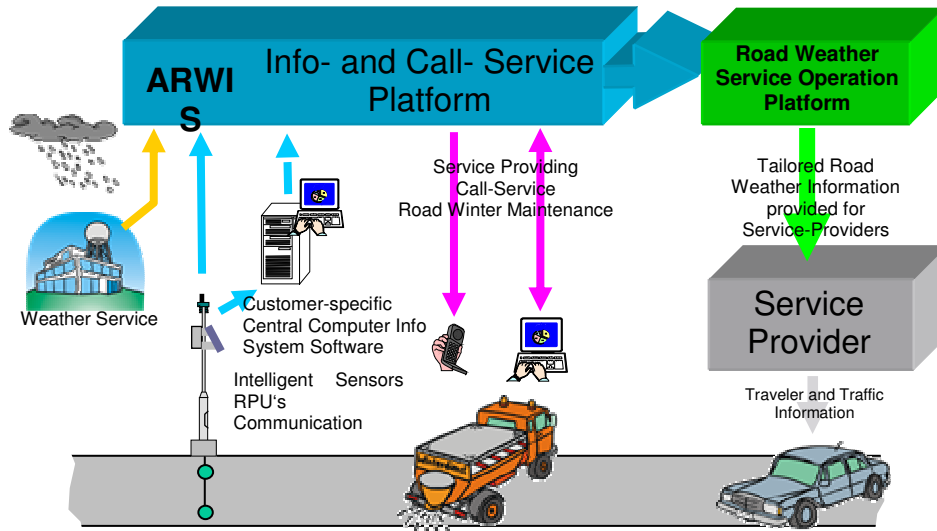 ARWI
S
Info- and Call- Service
Platform
Road Weather
Service Operation
Platform
Service Providing
Call-Service
Road Winter Maintenance
Tailored Road
Weather Information
provided for
Service-Providers
Weather Service
Customer-specific
Central Computer Info
System Software
Service
Provider
Intelligent Sensors
RPU's
Communication
Traveler and Traffic
Information